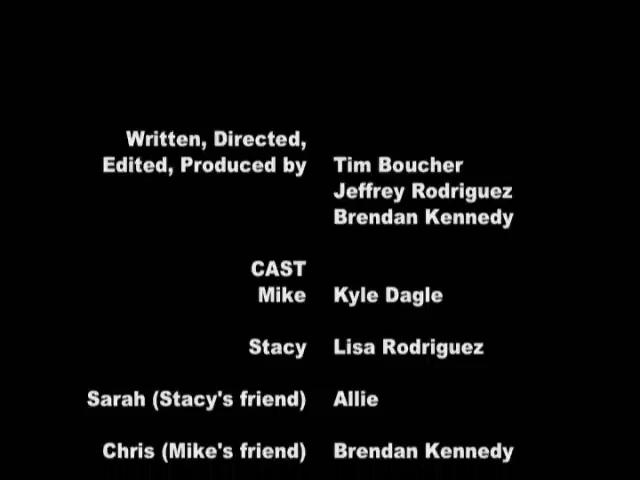 Written, Directed,
Edited, Produced by Tim Boucher
Jeffrey Rodriguez
Brendan Kennedy
CAST
Mike Kyle Dagle
Stacy Lisa Rodriguez
Sarah (Stacy's friend) Allie
Chris (Mike's friend) Brendan Kennedy